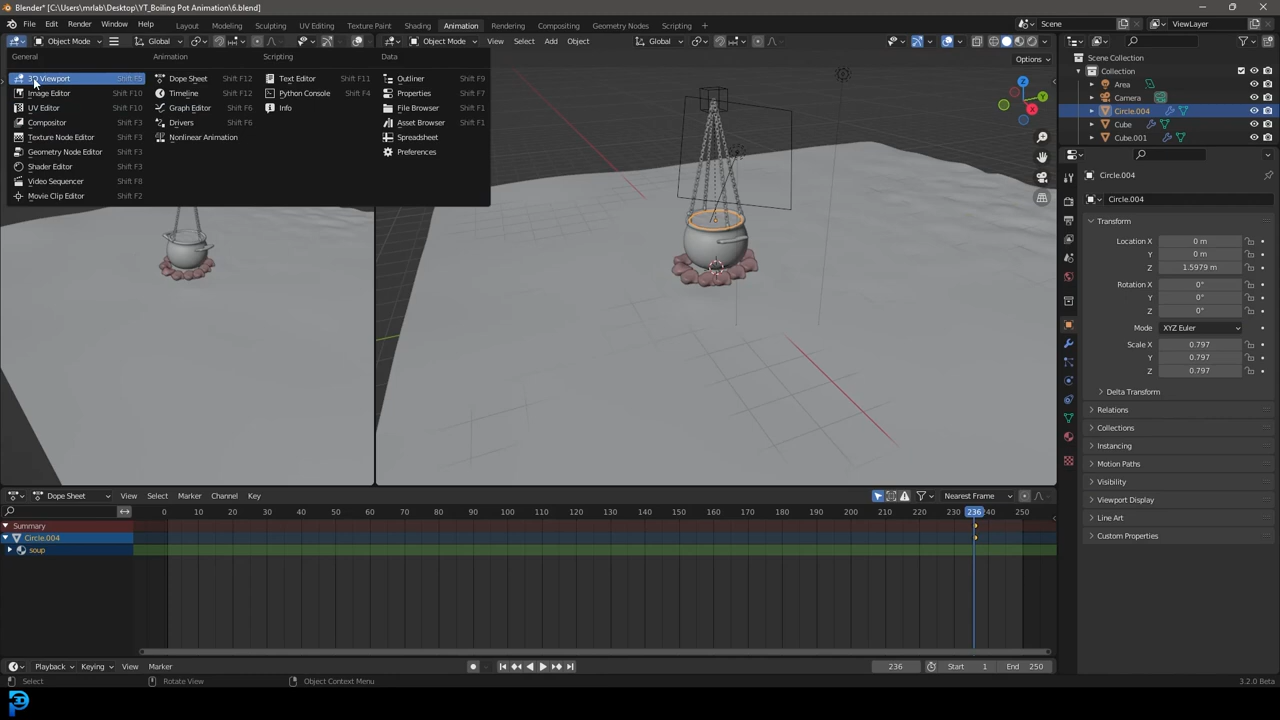 Blender* [C:\Users\mrlab\Desktop\YT_Boiling Pot Animation\6.blend]
File Edit Render Window Help Layout Modeling Sculpting UV Editing Texture Paint Shading Animation Rendering Compositing Geometry Nodes Scripting Scene ViewLayer
Object Mode Global Object Mode View Select Add Object Global
General Animation Scripting Data Options Scene Collection
3D Viewport Shift F5 Dope Sheet Shift F12 Text Editor Shift F11 Outliner Shift F9 Collection
Image Editor Shift F10 Timeline Shift F12 Python Console Shift F4 Properties Shift F7 Area
UV Editor Shift F10 Graph Editor Shift F6 Info File Browser Shift F1 Camera
Compositor Shift F3 Drivers Shift F6 Asset Browser Shift F1 Circle.004
Texture Node Editor Shift F3 Nonlinear Animation Spreadsheet Cube
Geometry Node Editor Shift F3 Preferences Cube.001
Shader Editor Shift F3
Video Sequencer Shift F8
Movie Clip Editor Shift F2
Circle.004
Circle.004
Transform
Location X 0 m
Y 0 m
Z 1.5979 m
Rotation X 0°
Y 0°
Z 0°
Mode XYZ Euler
Scale X 0.797
Y 0.797
Z 0.797
Delta Transform
Relations
Collections
Instancing
Motion Paths
Visibility
Viewport Display
Line Art
Custom Properties
Dope Sheet View Select Marker Channel Key Nearest Frame
0 10 20 30 40 50 60 70 80 90 100 110 120 130 140 150 160 170 180 190 200 210 220 230 236 240 250
Summary
Circle.004
soup
Playback Keying View Marker 236 Start 1 End 250
Select Rotate View Object Context Menu 3.2.0 Beta